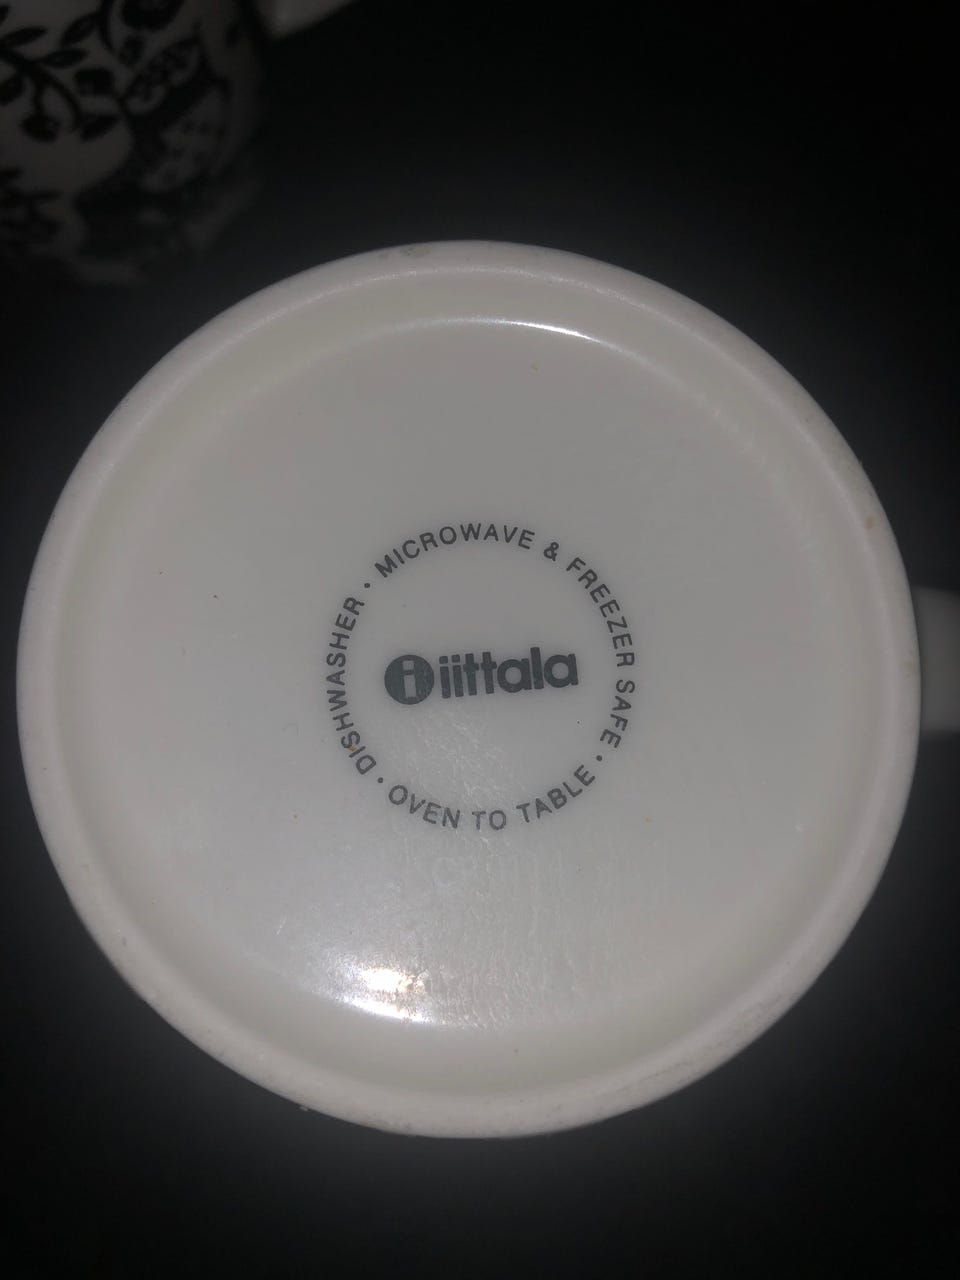 DISHWASHER • MICROWAVE & FREEZER SAFE • OVEN TO TABLE •
i iittala